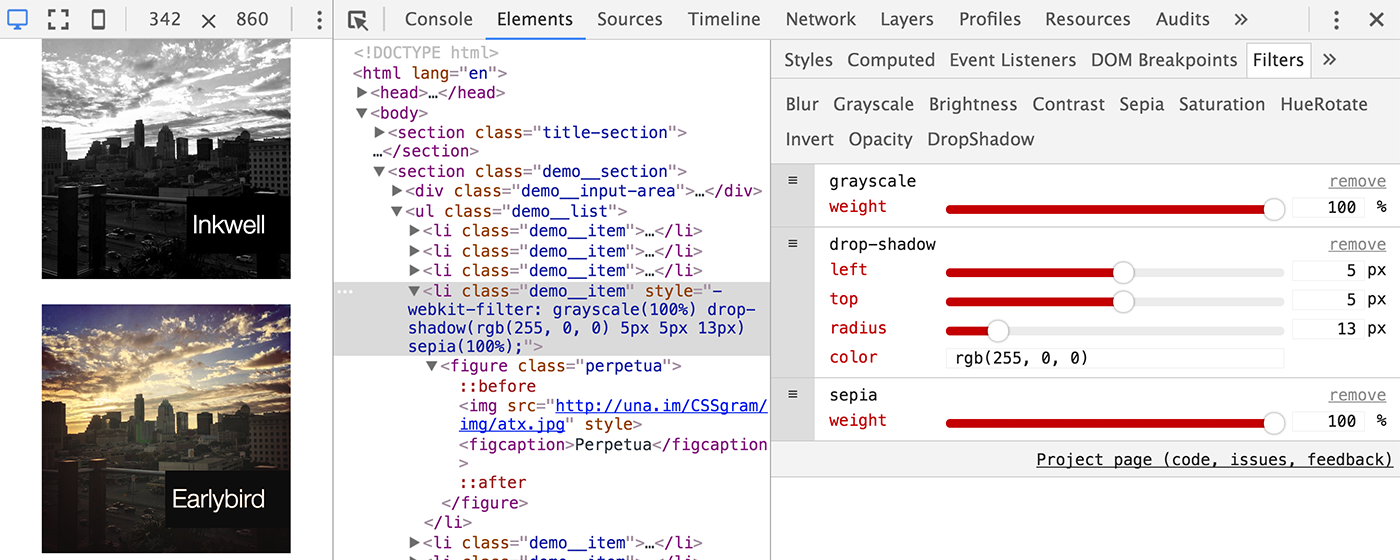 342 × 860
Console Elements Sources Timeline Network Layers Profiles Resources Audits »
Inkwell
Earlybird
<!DOCTYPE html>
<html lang="en">
▶<head>…</head>
▼<body>
▶<section class="title-section">
…</section>
▼<section class="demo__section">
▶<div class="demo__input-area">…</div>
▼<ul class="demo__list">
▶<li class="demo__item">…</li>
▶<li class="demo__item">…</li>
▶<li class="demo__item">…</li>
▼<li class="demo__item" style="-
webkit-filter: grayscale(100%) drop-
shadow(rgb(255, 0, 0) 5px 5px 13px)
sepia(100%);">
▼<figure class="perpetua">
::before
<img src="http://una.im/CSSgram/
img/atx.jpg" style>
<figcaption>Perpetua</figcaption
>
::after
</figure>
</li>
▶<li class="demo__item">…</li>
Styles Computed Event Listeners DOM Breakpoints Filters »
Blur Grayscale Brightness Contrast Sepia Saturation HueRotate
Invert Opacity DropShadow
grayscale remove
weight 100 %
drop-shadow remove
left 5 px
top 5 px
radius 13 px
color rgb(255, 0, 0)
sepia remove
weight 100 %
Project page (code, issues, feedback)